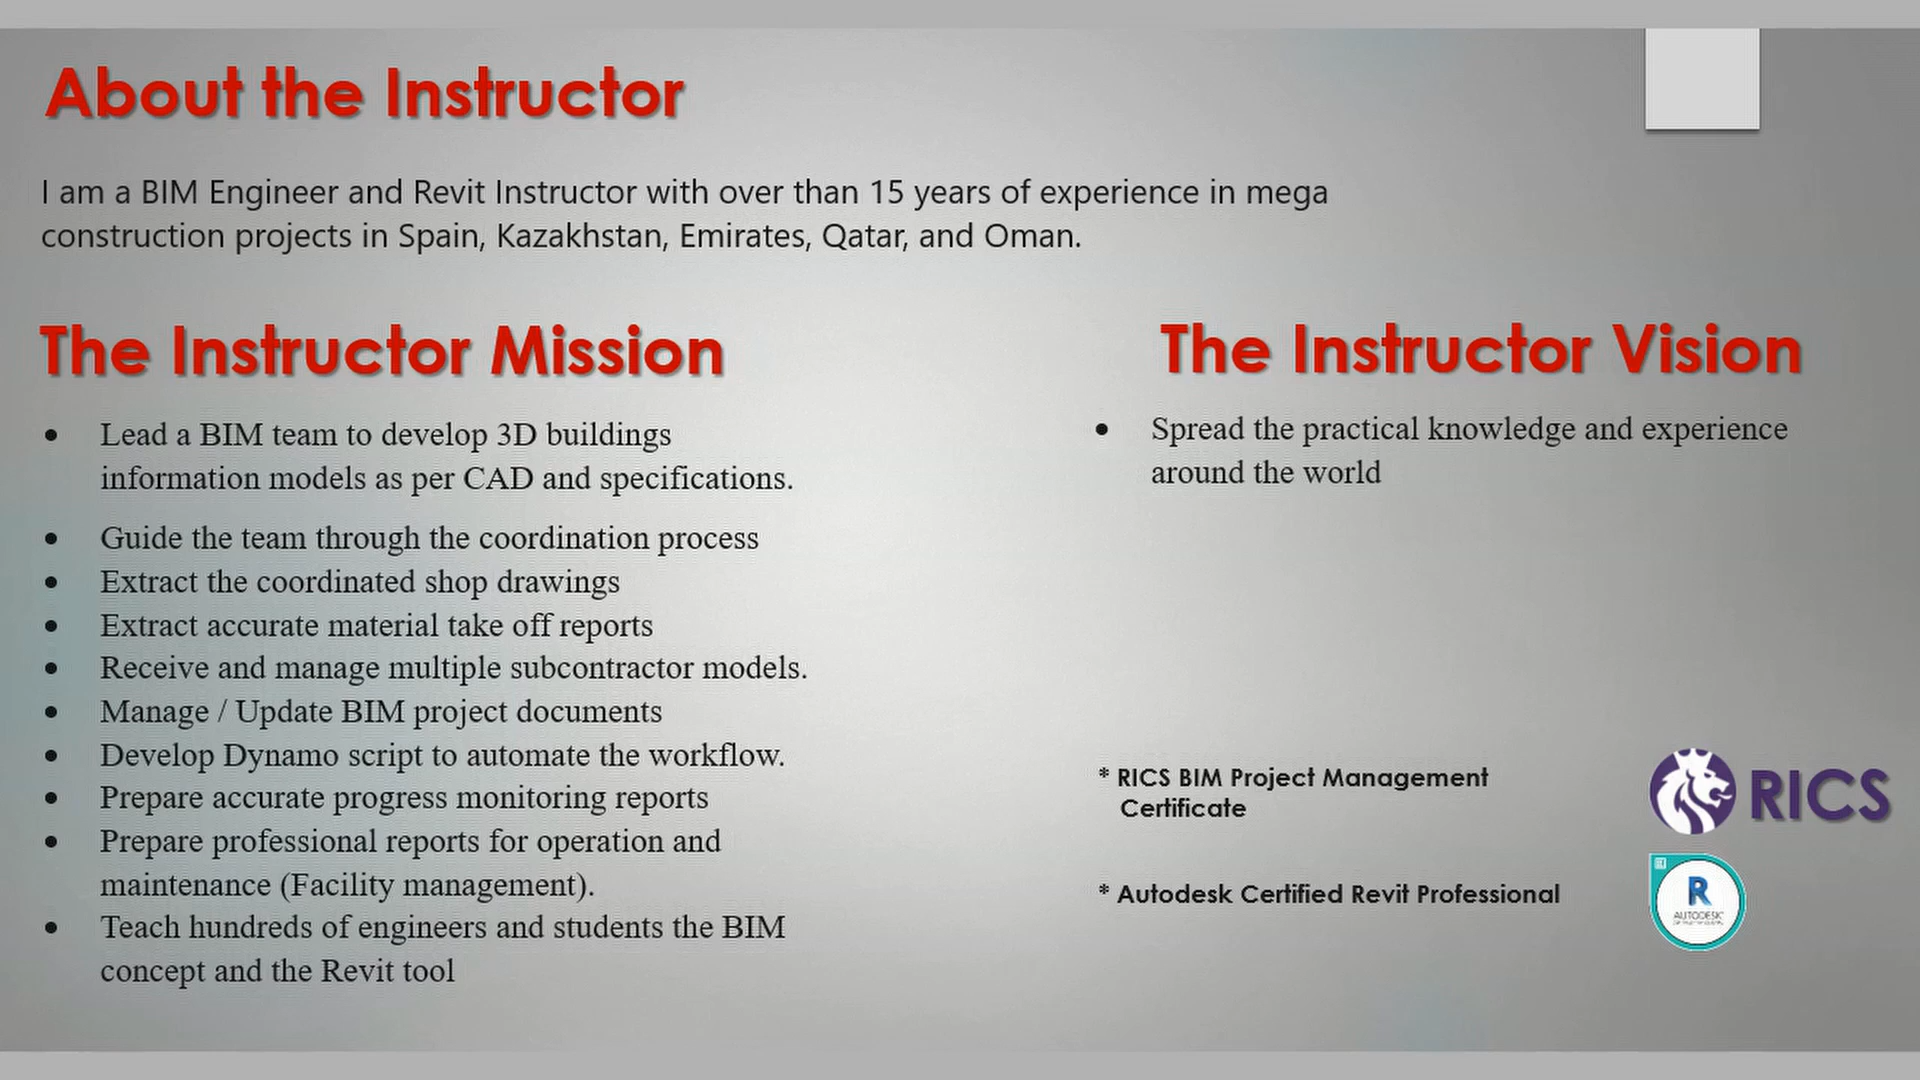 About the Instructor
I am a BIM Engineer and Revit Instructor with over than 15 years of experience in mega
construction projects in Spain, Kazakhstan, Emirates, Qatar, and Oman.
The Instructor Mission
• Lead a BIM team to develop 3D buildings
information models as per CAD and specifications.
• Guide the team through the coordination process
• Extract the coordinated shop drawings
• Extract accurate material take off reports
• Receive and manage multiple subcontractor models.
• Manage / Update BIM project documents
• Develop Dynamo script to automate the workflow.
• Prepare accurate progress monitoring reports
• Prepare professional reports for operation and
maintenance (Facility management).
• Teach hundreds of engineers and students the BIM
concept and the Revit tool
The Instructor Vision
• Spread the practical knowledge and experience
around the world
* RICS BIM Project Management
Certificate
RICS
* Autodesk Certified Revit Professional
R
AUTODESK